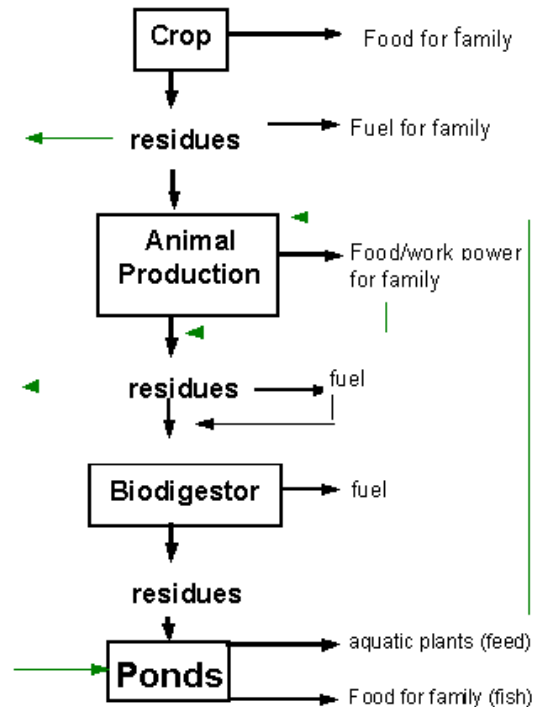 Crop
Food for family
residues
Fuel for family
Animal
Production
Food/work power
for family
residues
fuel
Biodigestor
fuel
residues
Ponds
aquatic plants (feed)
Food for family (fish)